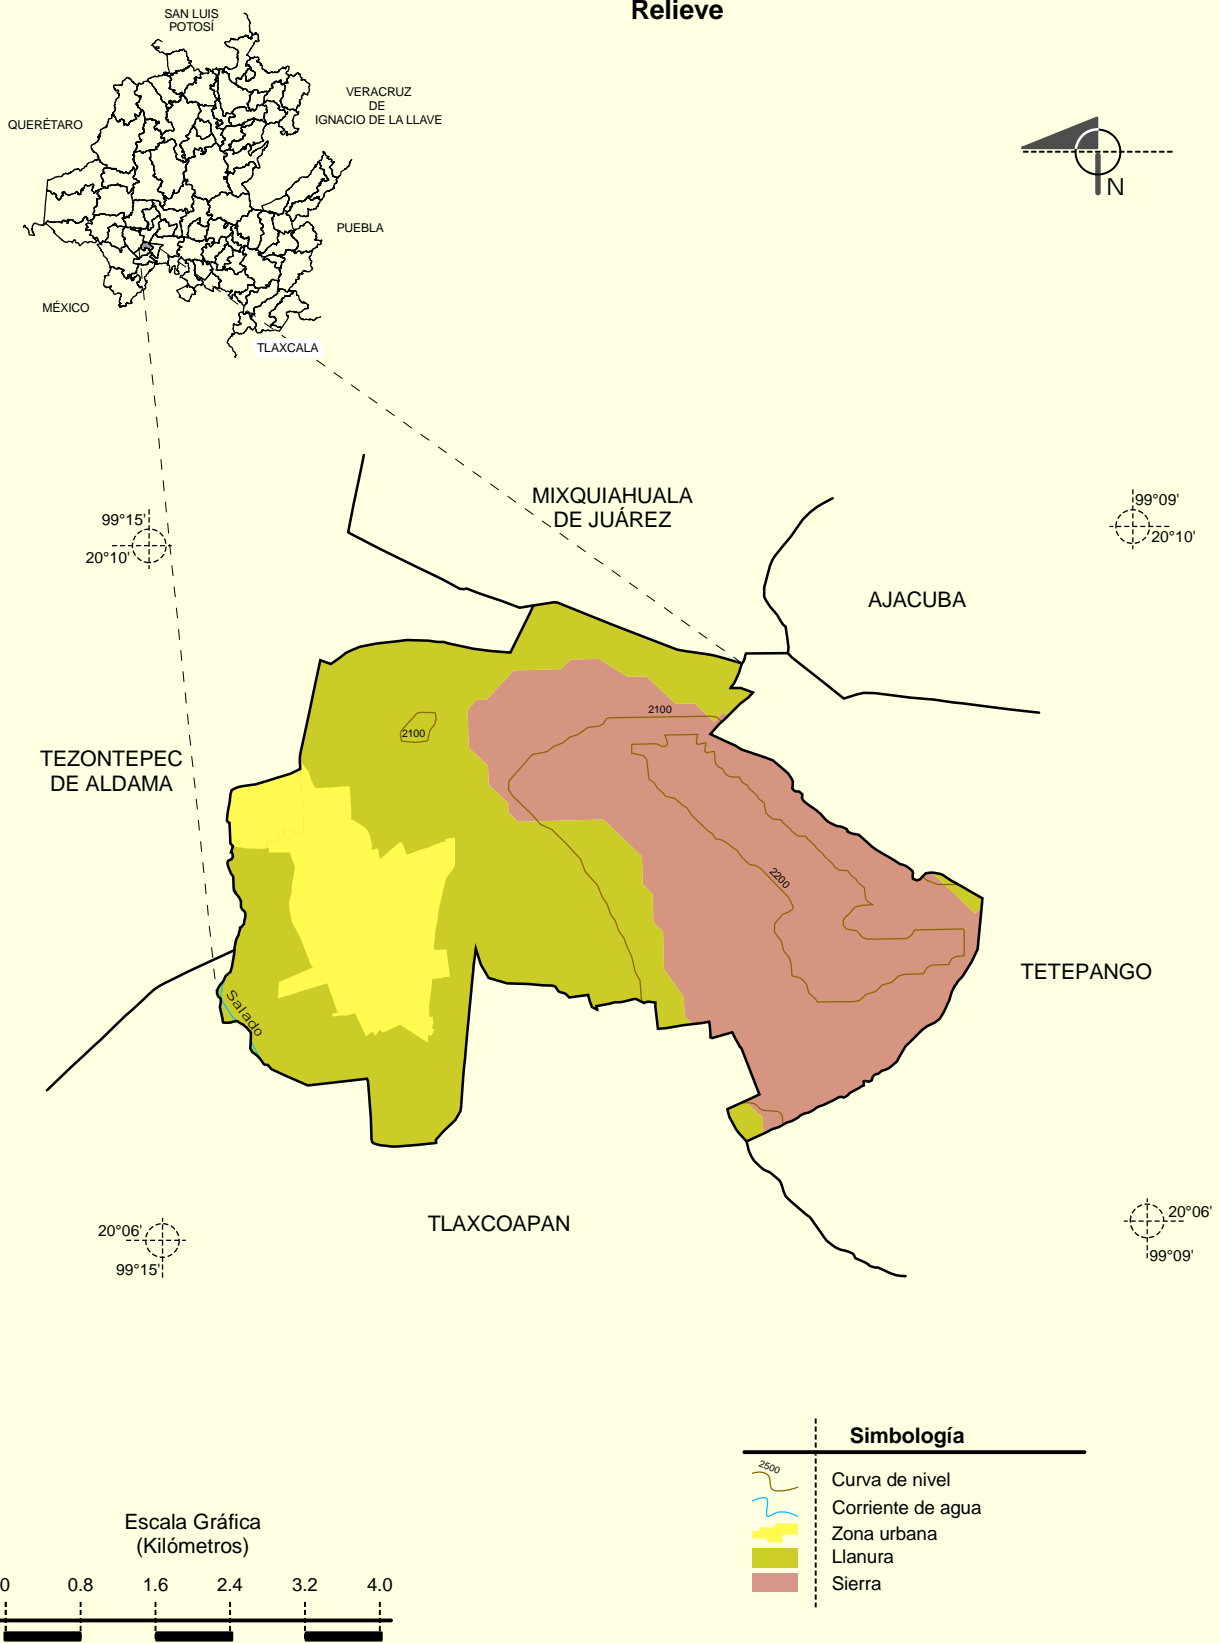 Relieve
SAN LUIS
POTOSÍ
VERACRUZ
DE
IGNACIO DE LA LLAVE
QUERÉTARO
PUEBLA
MÉXICO
TLAXCALA
N
MIXQUIAHUALA
DE JUÁREZ
99°15'
20°10'
99°09'
20°10'
AJACUBA
2100
2100
TEZONTEPEC
DE ALDAMA
2200
TETEPANGO
Salado
TLAXCOAPAN
20°06'
99°15'
20°06'
99°09'
Simbología
2500
Curva de nivel
Corriente de agua
Zona urbana
Llanura
Sierra
Escala Gráfica
(Kilómetros)
0 0.8 1.6 2.4 3.2 4.0